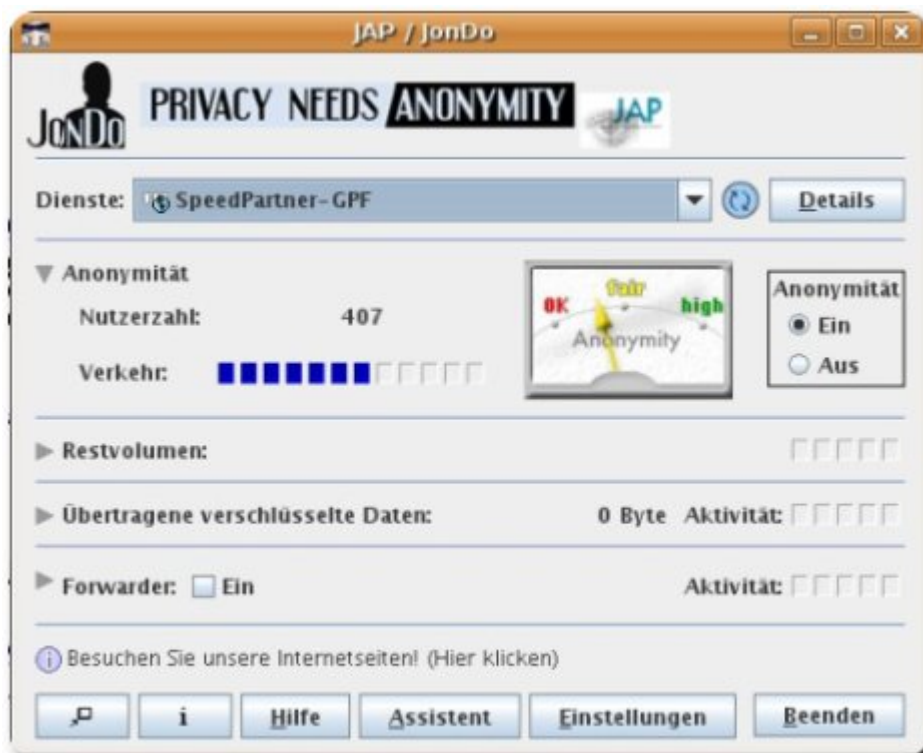 JAP / JonDo
JONDO PRIVACY NEEDS ANONYMITY JAP
Dienste: SpeedPartner-GPF Details
Anonymität
Nutzerzahl: 407
Verkehr:
OK fair high
Anonymity
Anonymität
Ein
Aus
Restvolumen:
Übertragene verschlüsselte Daten: 0 Byte Aktivität:
Forwarder: Ein Aktivität:
Besuchen Sie unsere Internetseiten! (Hier klicken)
i Hilfe Assistent Einstellungen Beenden